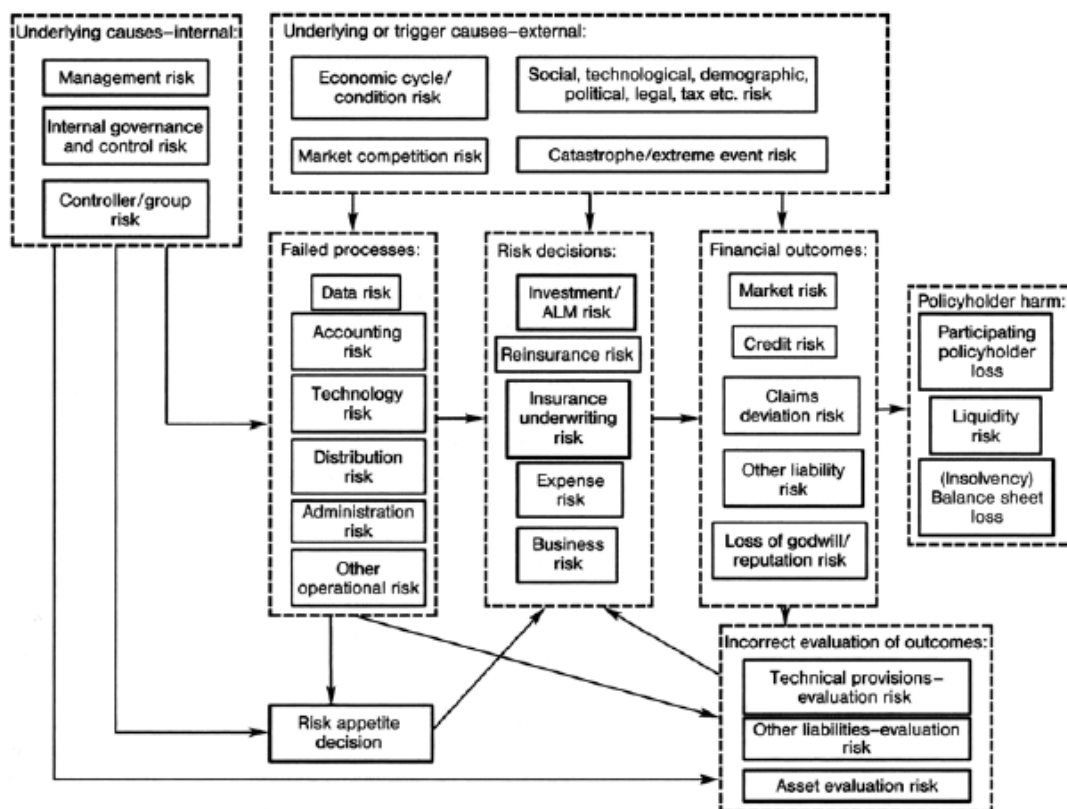 Underlying causes–internal:
Management risk
Internal governance
and control risk
Controller/group
risk
Underlying or trigger causes–external:
Economic cycle/
condition risk
Social, technological, demographic,
political, legal, tax etc. risk
Market competition risk
Catastrophe/extreme event risk
Failed processes:
Data risk
Accounting
risk
Technology
risk
Distribution
risk
Administration
risk
Other
operational risk
Risk decisions:
Investment/
ALM risk
Reinsurance risk
Insurance
underwriting
risk
Expense
risk
Business
risk
Financial outcomes:
Market risk
Credit risk
Claims
deviation risk
Other liability
risk
Loss of godwill/
reputation risk
Policyholder harm:
Participating
policyholder
loss
Liquidity
risk
(Insolvency)
Balance sheet
loss
Risk appetite
decision
Incorrect evaluation of outcomes:
Technical provisions–
evaluation risk
Other liabilities–evaluation
risk
Asset evaluation risk